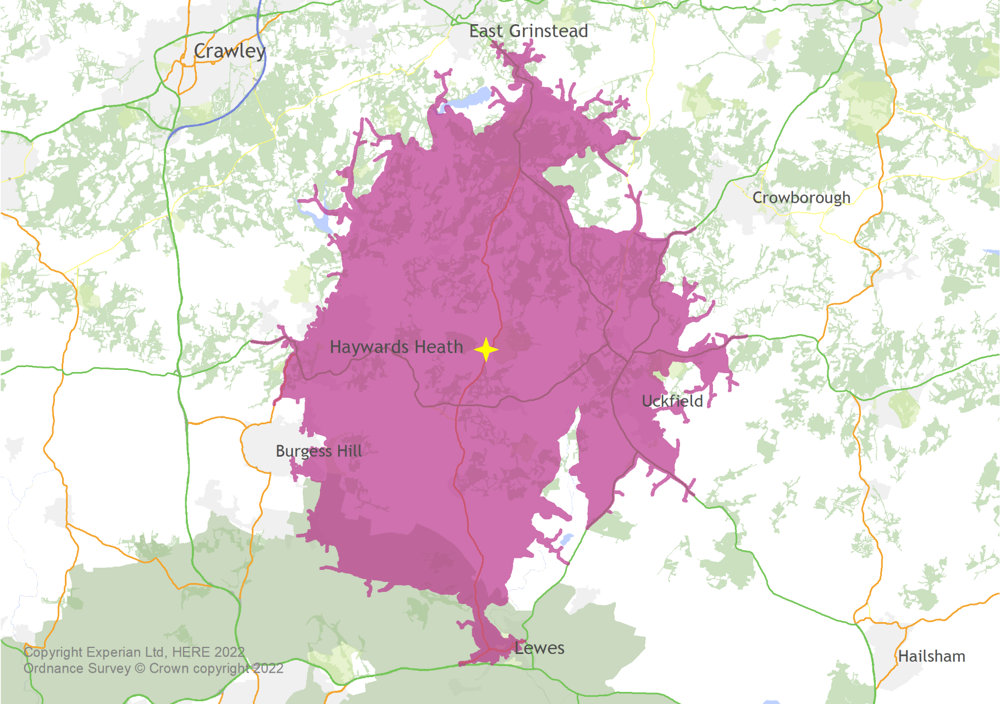 East Grinstead
Crawley
Crowborough
Haywards Heath
Uckfield
Burgess Hill
Lewes
Hailsham
Copyright Experian Ltd, HERE 2022
Ordnance Survey © Crown copyright 2022